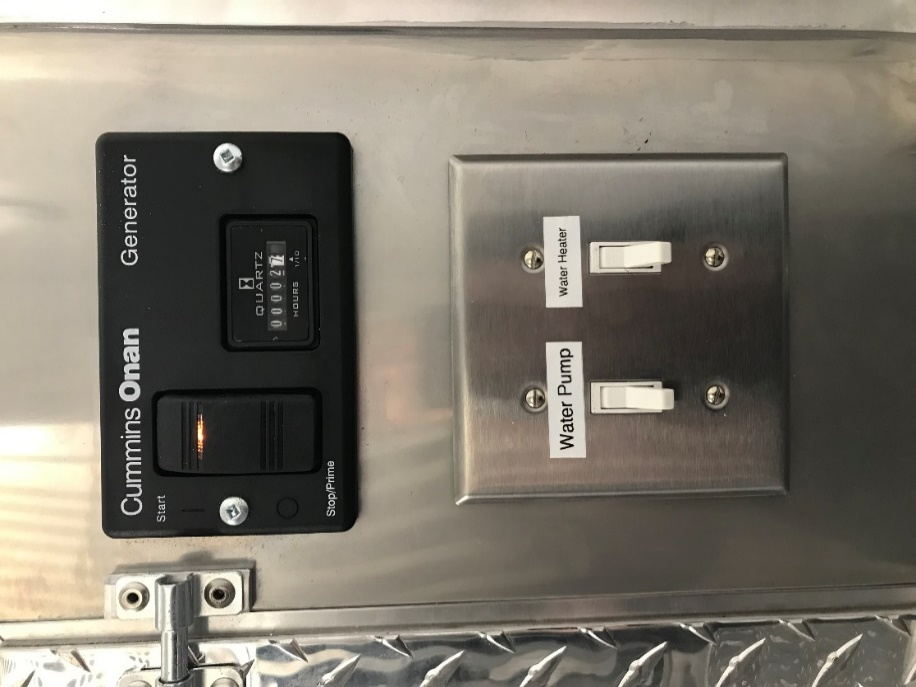 Cummins Onan Generator
Start
QUARTZ
HOURS 1/10
Stop/Prime
Water Pump
Water Heater